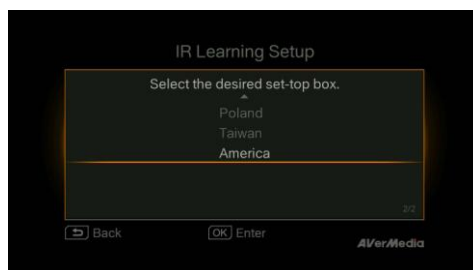 IR Learning Setup
Select the desired set-top box.
Poland
Taiwan
America
2/2
Back
OK Enter
AVerMedia